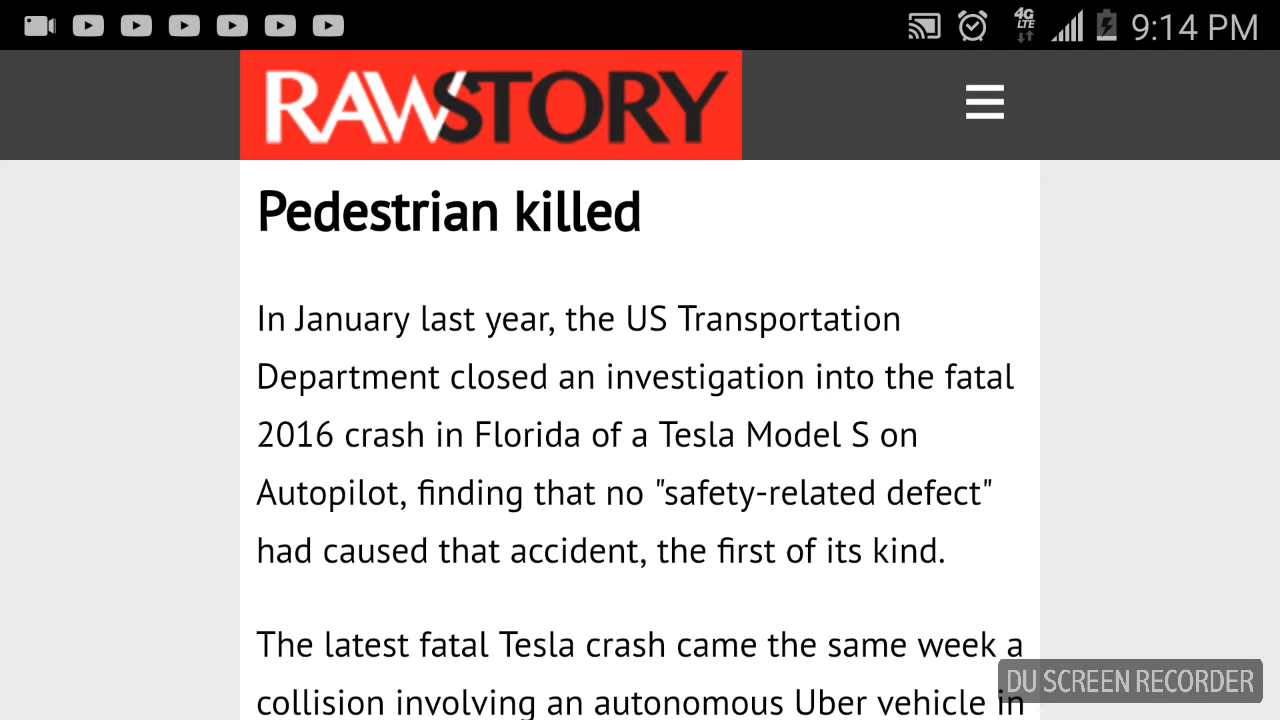 4G
LTE
9:14 PM
RAWSTORY
Pedestrian killed
In January last year, the US Transportation
Department closed an investigation into the fatal
2016 crash in Florida of a Tesla Model S on
Autopilot, finding that no "safety-related defect"
had caused that accident, the first of its kind.
The latest fatal Tesla crash came the same week a
collision involving an autonomous Uber vehicle in
DU SCREEN RECORDER